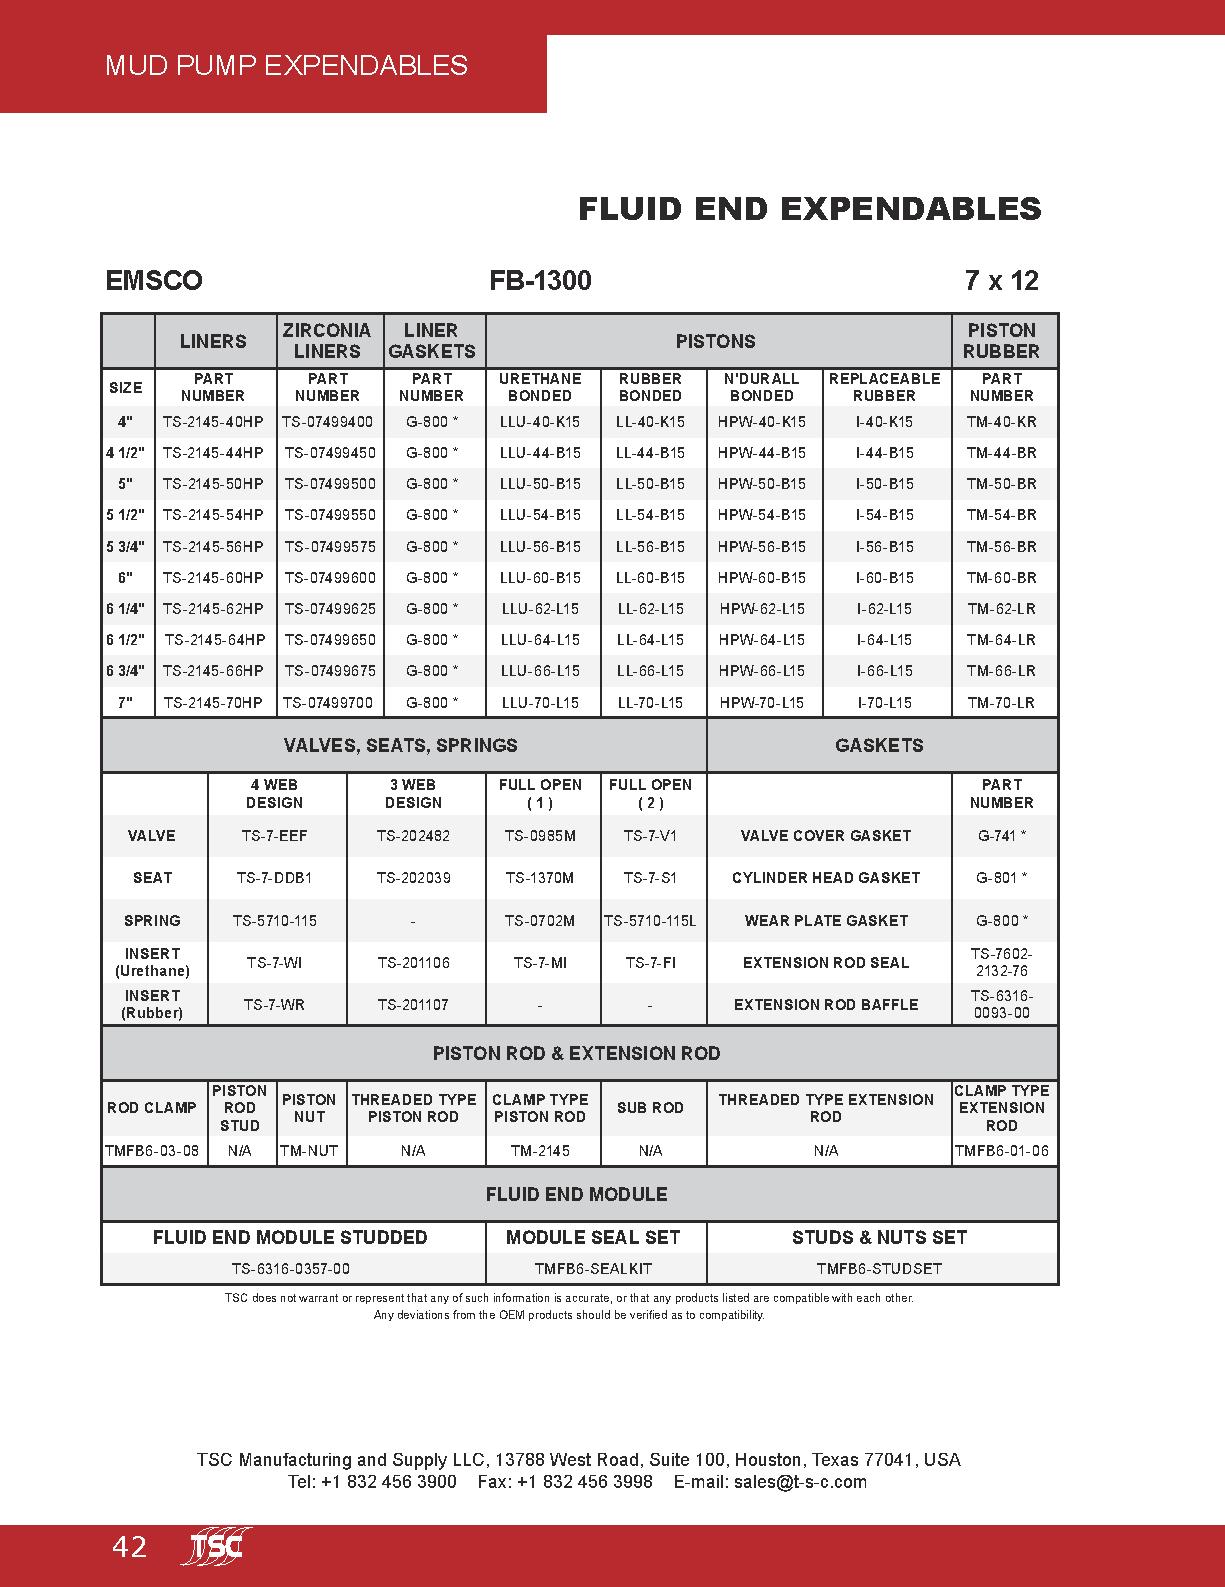 MUD PUMP EXPENDABLES
FLUID END EXPENDABLES
EMSCO FB-1300 7 x 12
LINERS ZIRCONIA LINERS LINER GASKETS PISTONS PISTON RUBBER
SIZE PART NUMBER PART NUMBER PART NUMBER URETHANE BONDED RUBBER BONDED N'DURALL BONDED REPLACEABLE RUBBER PART NUMBER
4" TS-2145-40HP TS-07499400 G-800 * LLU-40-K15 LL-40-K15 HPW-40-K15 I-40-K15 TM-40-KR
4 1/2" TS-2145-44HP TS-07499450 G-800 * LLU-44-B15 LL-44-B15 HPW-44-B15 I-44-B15 TM-44-BR
5" TS-2145-50HP TS-07499500 G-800 * LLU-50-B15 LL-50-B15 HPW-50-B15 I-50-B15 TM-50-BR
5 1/2" TS-2145-54HP TS-07499550 G-800 * LLU-54-B15 LL-54-B15 HPW-54-B15 I-54-B15 TM-54-BR
5 3/4" TS-2145-56HP TS-07499575 G-800 * LLU-56-B15 LL-56-B15 HPW-56-B15 I-56-B15 TM-56-BR
6" TS-2145-60HP TS-07499600 G-800 * LLU-60-B15 LL-60-B15 HPW-60-B15 I-60-B15 TM-60-BR
6 1/4" TS-2145-62HP TS-07499625 G-800 * LLU-62-L15 LL-62-L15 HPW-62-L15 I-62-L15 TM-62-LR
6 1/2" TS-2145-64HP TS-07499650 G-800 * LLU-64-L15 LL-64-L15 HPW-64-L15 I-64-L15 TM-64-LR
6 3/4" TS-2145-66HP TS-07499675 G-800 * LLU-66-L15 LL-66-L15 HPW-66-L15 I-66-L15 TM-66-LR
7" TS-2145-70HP TS-07499700 G-800 * LLU-70-L15 LL-70-L15 HPW-70-L15 I-70-L15 TM-70-LR
VALVES, SEATS, SPRINGS GASKETS
4 WEB DESIGN 3 WEB DESIGN FULL OPEN ( 1 ) FULL OPEN ( 2 ) PART NUMBER
VALVE TS-7-EEF TS-202482 TS-0985M TS-7-V1 VALVE COVER GASKET G-741 *
SEAT TS-7-DDB1 TS-202039 TS-1370M TS-7-S1 CYLINDER HEAD GASKET G-801 *
SPRING TS-5710-115 - TS-0702M TS-5710-115L WEAR PLATE GASKET G-800 *
INSERT (Urethane) TS-7-WI TS-201106 TS-7-MI TS-7-FI EXTENSION ROD SEAL TS-7602-2132-76
INSERT (Rubber) TS-7-WR TS-201107 - - EXTENSION ROD BAFFLE TS-6316-0093-00
PISTON ROD & EXTENSION ROD
ROD CLAMP PISTON ROD STUD PISTON NUT THREADED TYPE PISTON ROD CLAMP TYPE PISTON ROD SUB ROD THREADED TYPE EXTENSION ROD CLAMP TYPE EXTENSION ROD
TMFB6-03-08 N/A TM-NUT N/A TM-2145 N/A N/A TMFB6-01-06
FLUID END MODULE
FLUID END MODULE STUDDED MODULE SEAL SET STUDS & NUTS SET
TS-6316-0357-00 TMFB6-SEALKIT TMFB6-STUDSET
TSC does not warrant or represent that any of such information is accurate, or that any products listed are compatible with each other.
Any deviations from the OEM products should be verified as to compatibility.
TSC Manufacturing and Supply LLC, 13788 West Road, Suite 100, Houston, Texas 77041, USA
Tel: +1 832 456 3900 Fax: +1 832 456 3998 E-mail: sales@t-s-c.com
42 TSC